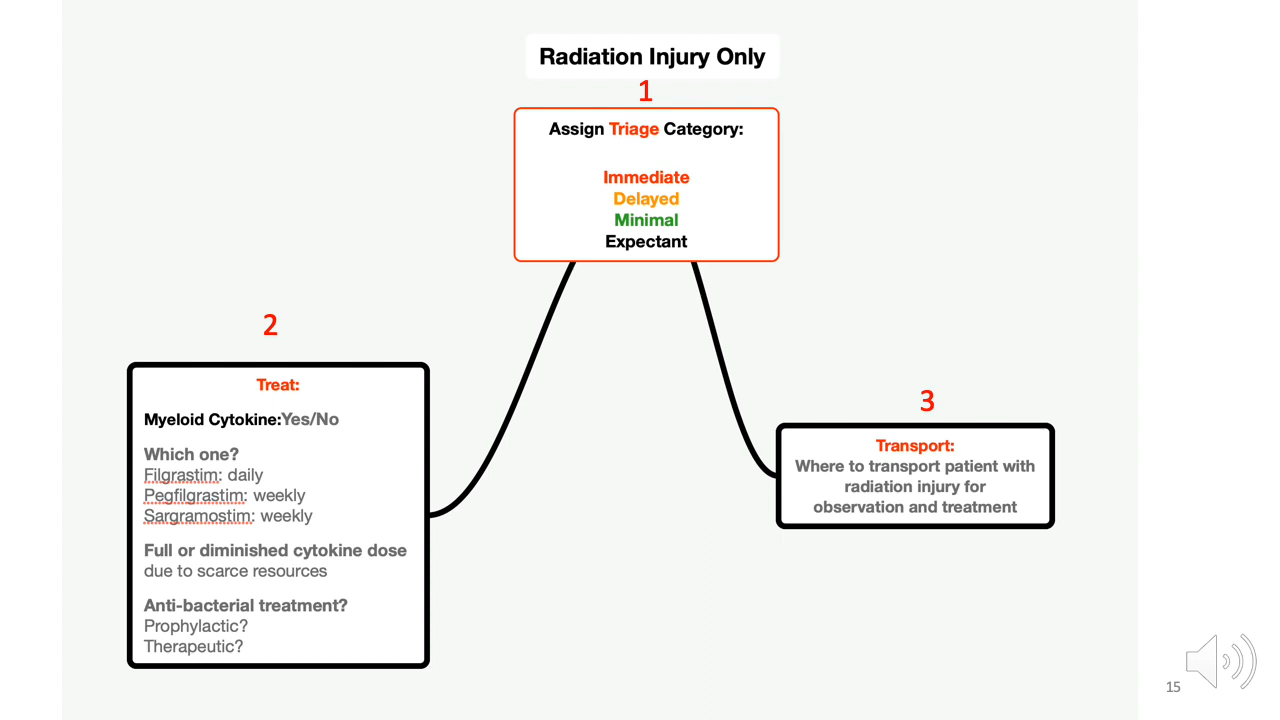 Radiation Injury Only
1
Assign Triage Category:
Immediate
Delayed
Minimal
Expectant
2
Treat:
Myeloid Cytokine:Yes/No
Which one?
Filgrastim: daily
Pegfilgrastim: weekly
Sargramostim: weekly
Full or diminished cytokine dose
due to scarce resources
Anti-bacterial treatment?
Prophylactic?
Therapeutic?
3
Transport:
Where to transport patient with
radiation injury for
observation and treatment
15